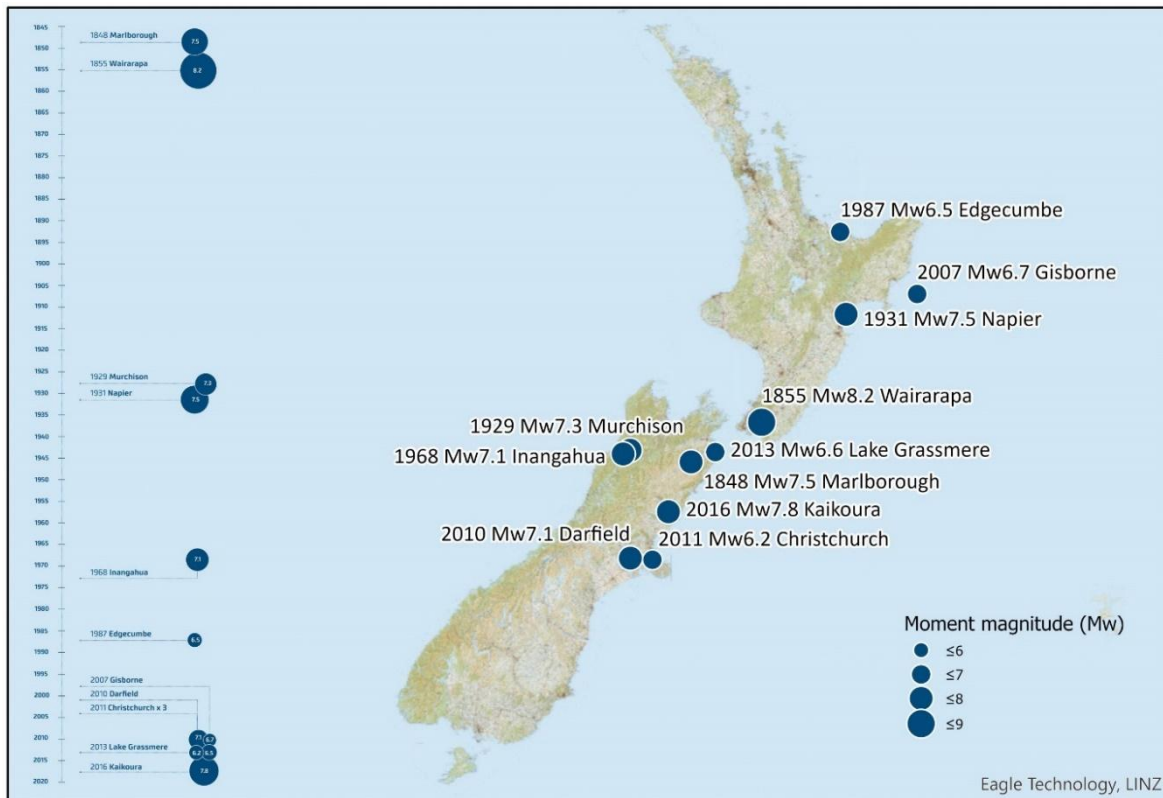 1845
1850
1855
1860
1865
1870
1875
1880
1885
1890
1895
1900
1905
1910
1915
1920
1925
1930
1935
1940
1945
1950
1955
1960
1965
1970
1975
1980
1985
1990
1995
2000
2005
2010
2015
2020
1848 Marlborough
7.5
1855 Wairarapa
8.2
1929 Murchison
7.3
1931 Napier
7.5
7.1
1968 Inangahua
1987 Edgecumbe
6.5
2007 Gisborne
2010 Darfield
2011 Christchurch x 3
7.1 6.7
2013 Lake Grassmere
6.2 6.5
2016 Kaikoura
7.8
1987 Mw6.5 Edgecumbe
2007 Mw6.7 Gisborne
1931 Mw7.5 Napier
1855 Mw8.2 Wairarapa
1929 Mw7.3 Murchison
1968 Mw7.1 Inangahua
2013 Mw6.6 Lake Grassmere
1848 Mw7.5 Marlborough
2016 Mw7.8 Kaikoura
2010 Mw7.1 Darfield
2011 Mw6.2 Christchurch
Moment magnitude (Mw)
≤6
≤7
≤8
≤9
Eagle Technology, LINZ